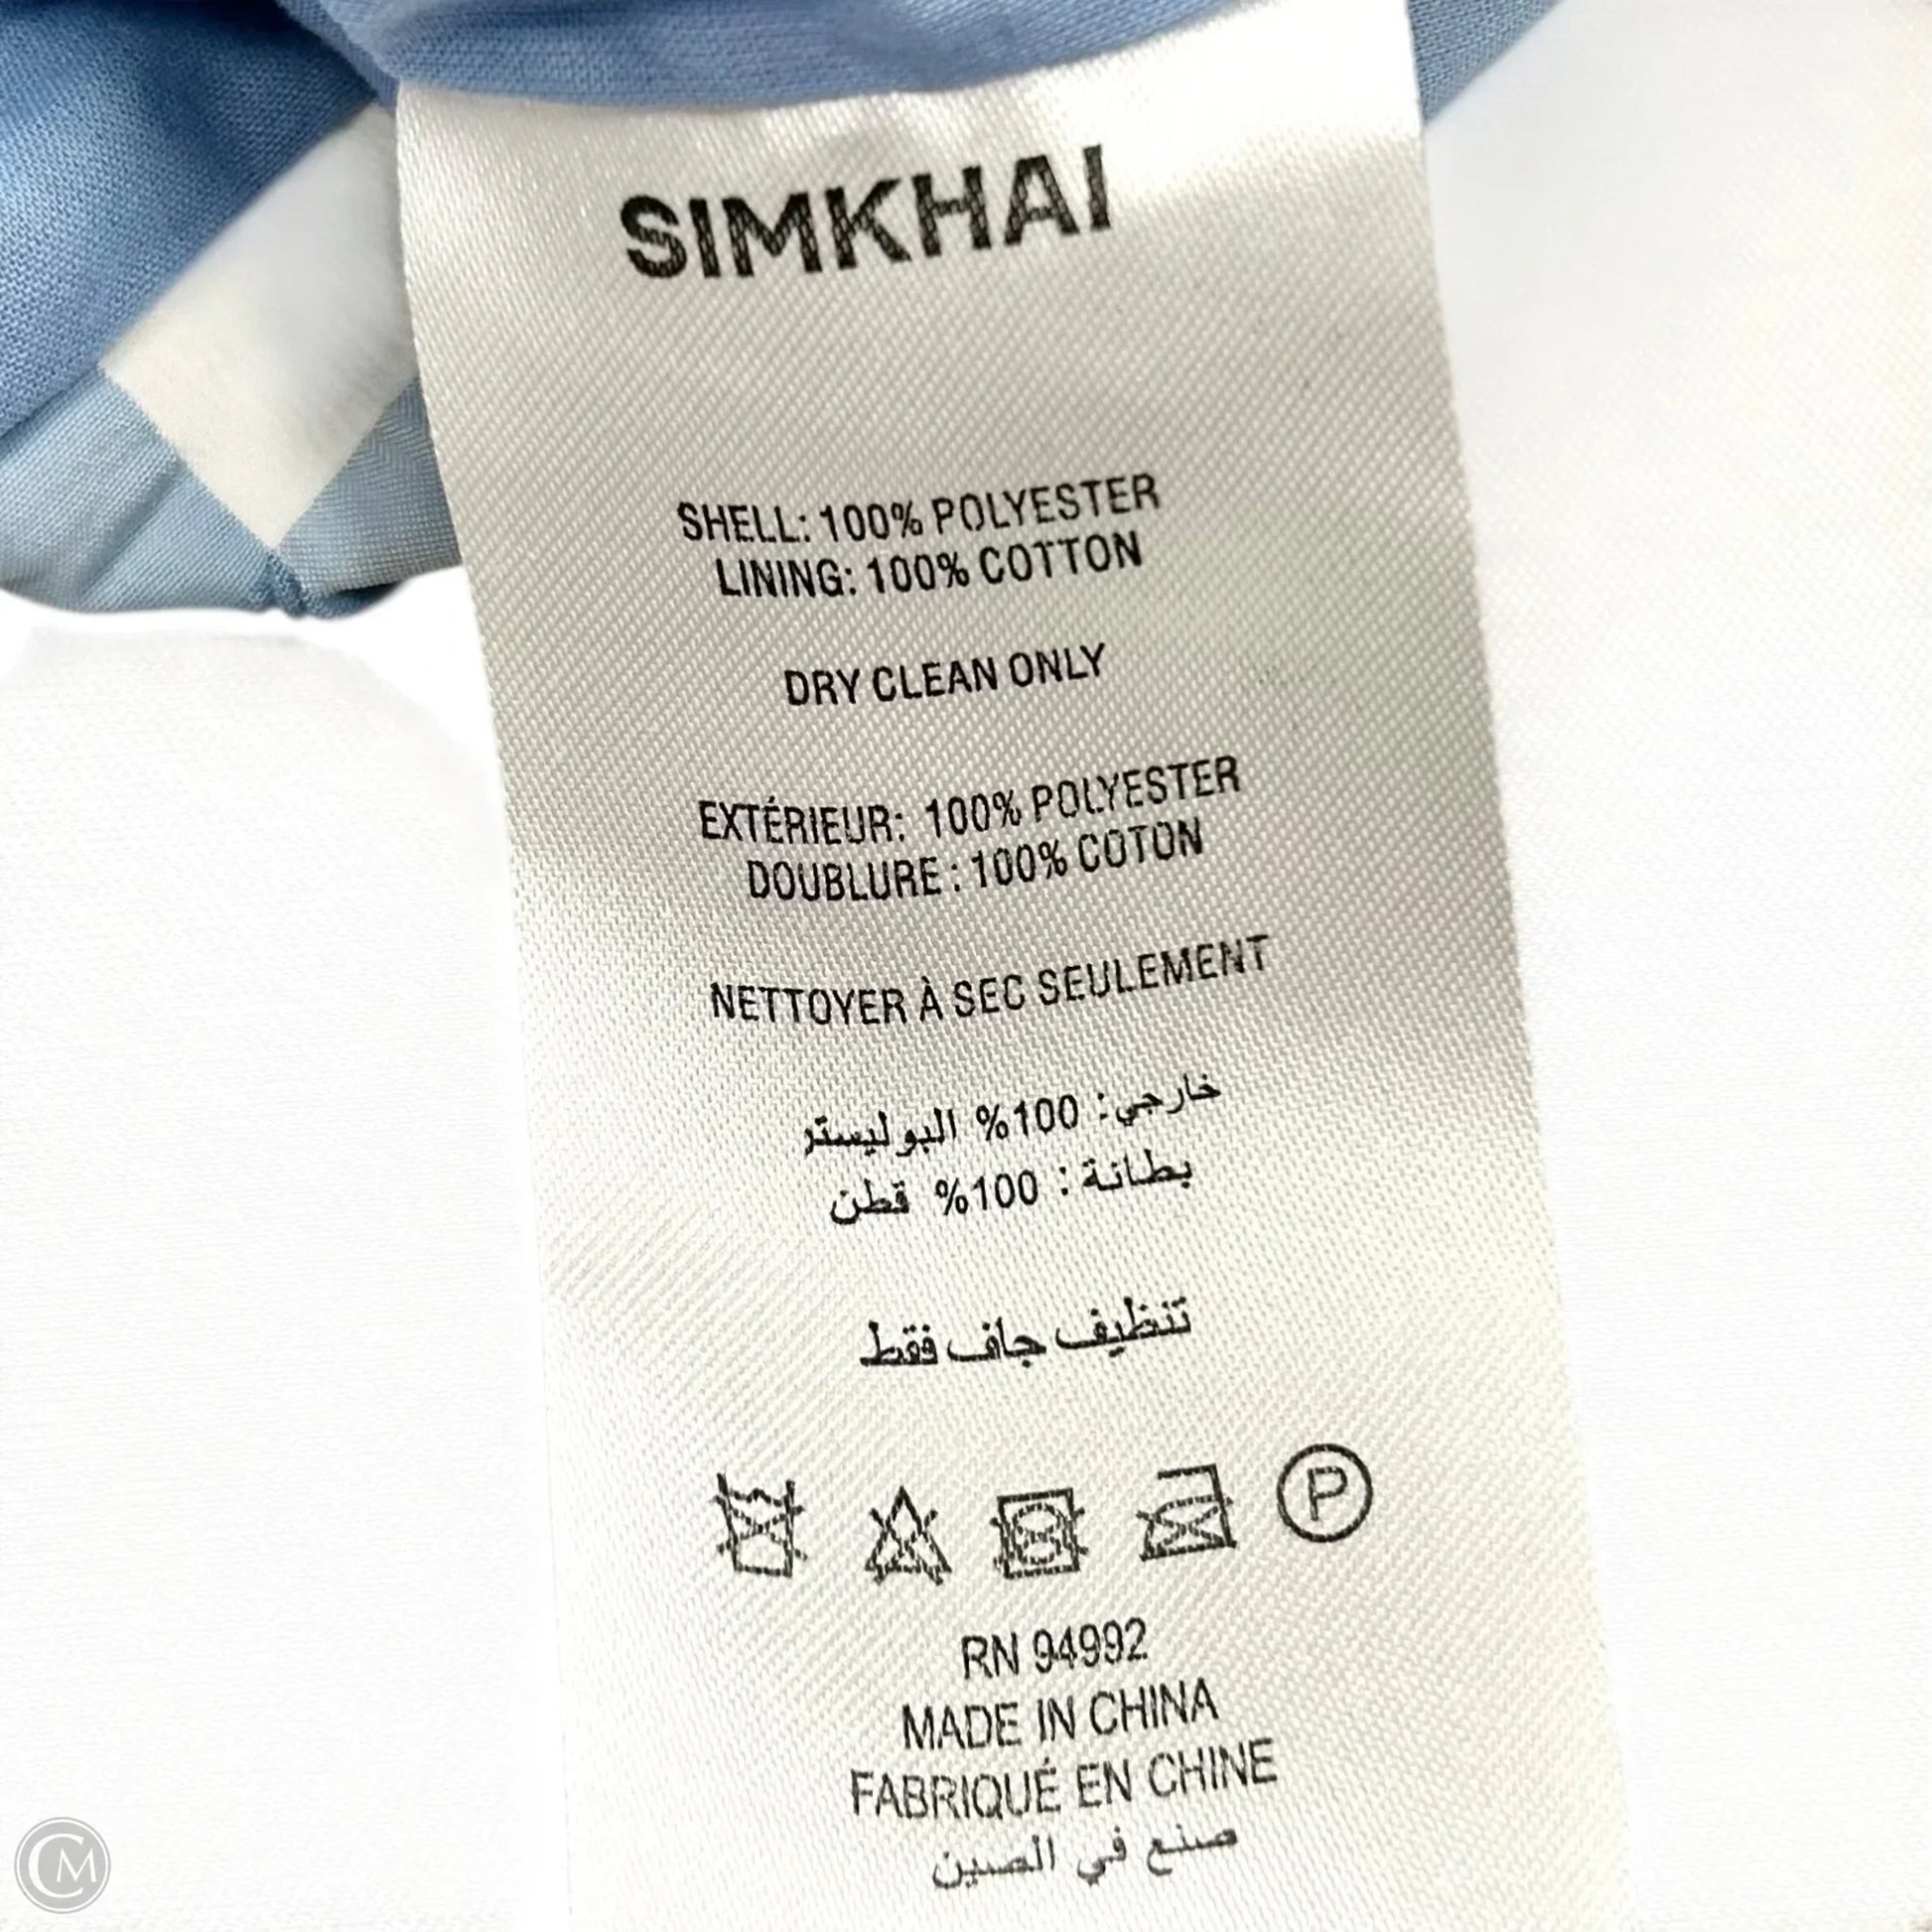 SIMKHAI
SHELL: 100% POLYESTER
LINING: 100% COTTON
DRY CLEAN ONLY
EXTÉRIEUR: 100% POLYESTER
DOUBLURE : 100% COTON
NETTOYER À SEC SEULEMENT
خارجي: 100% البوليستر
بطانة : 100% قطن
تنظيف جاف فقط
P
RN 94992
MADE IN CHINA
FABRIQUÉ EN CHINE
صنع في الصين
CM